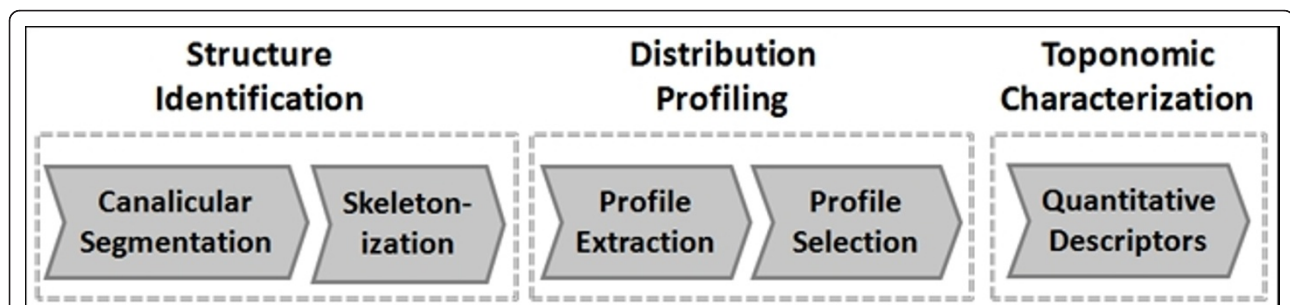 Structure
Identification
Distribution
Profiling
Toponomic
Characterization
Canalicular
Segmentation
Skeleton-
ization
Profile
Extraction
Profile
Selection
Quantitative
Descriptors